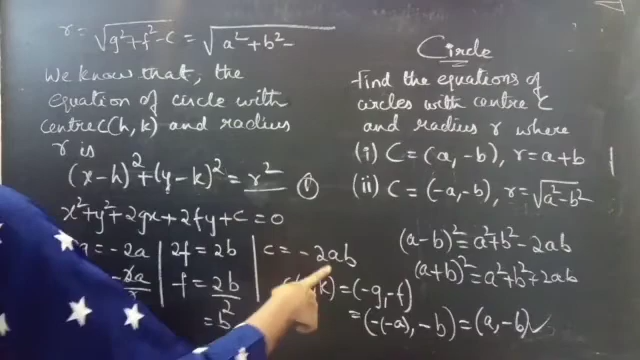 r = √g²+f²-c = √a²+b²-
We know that, the
equation of circle with
centre C(h, k) and radius
r is
(x-h)² + (y-k)² = r² ①
x²+y²+2gx+2fy+c=0
g = -2a | 2f = 2b | c = -2ab
-2a | f = 2b/2
= b
Circle
Find the equations of
circles with centre C
and radius r where
(i) C = (a, -b), r = a+b
(ii) C = (-a, -b), r = √a²-b²
(a-b)² = a²+b²-2ab
(a+b)² = a²+b²+2ab
k) = (-g, -f)
= (-(-a), -b) = (a, -b) ✓